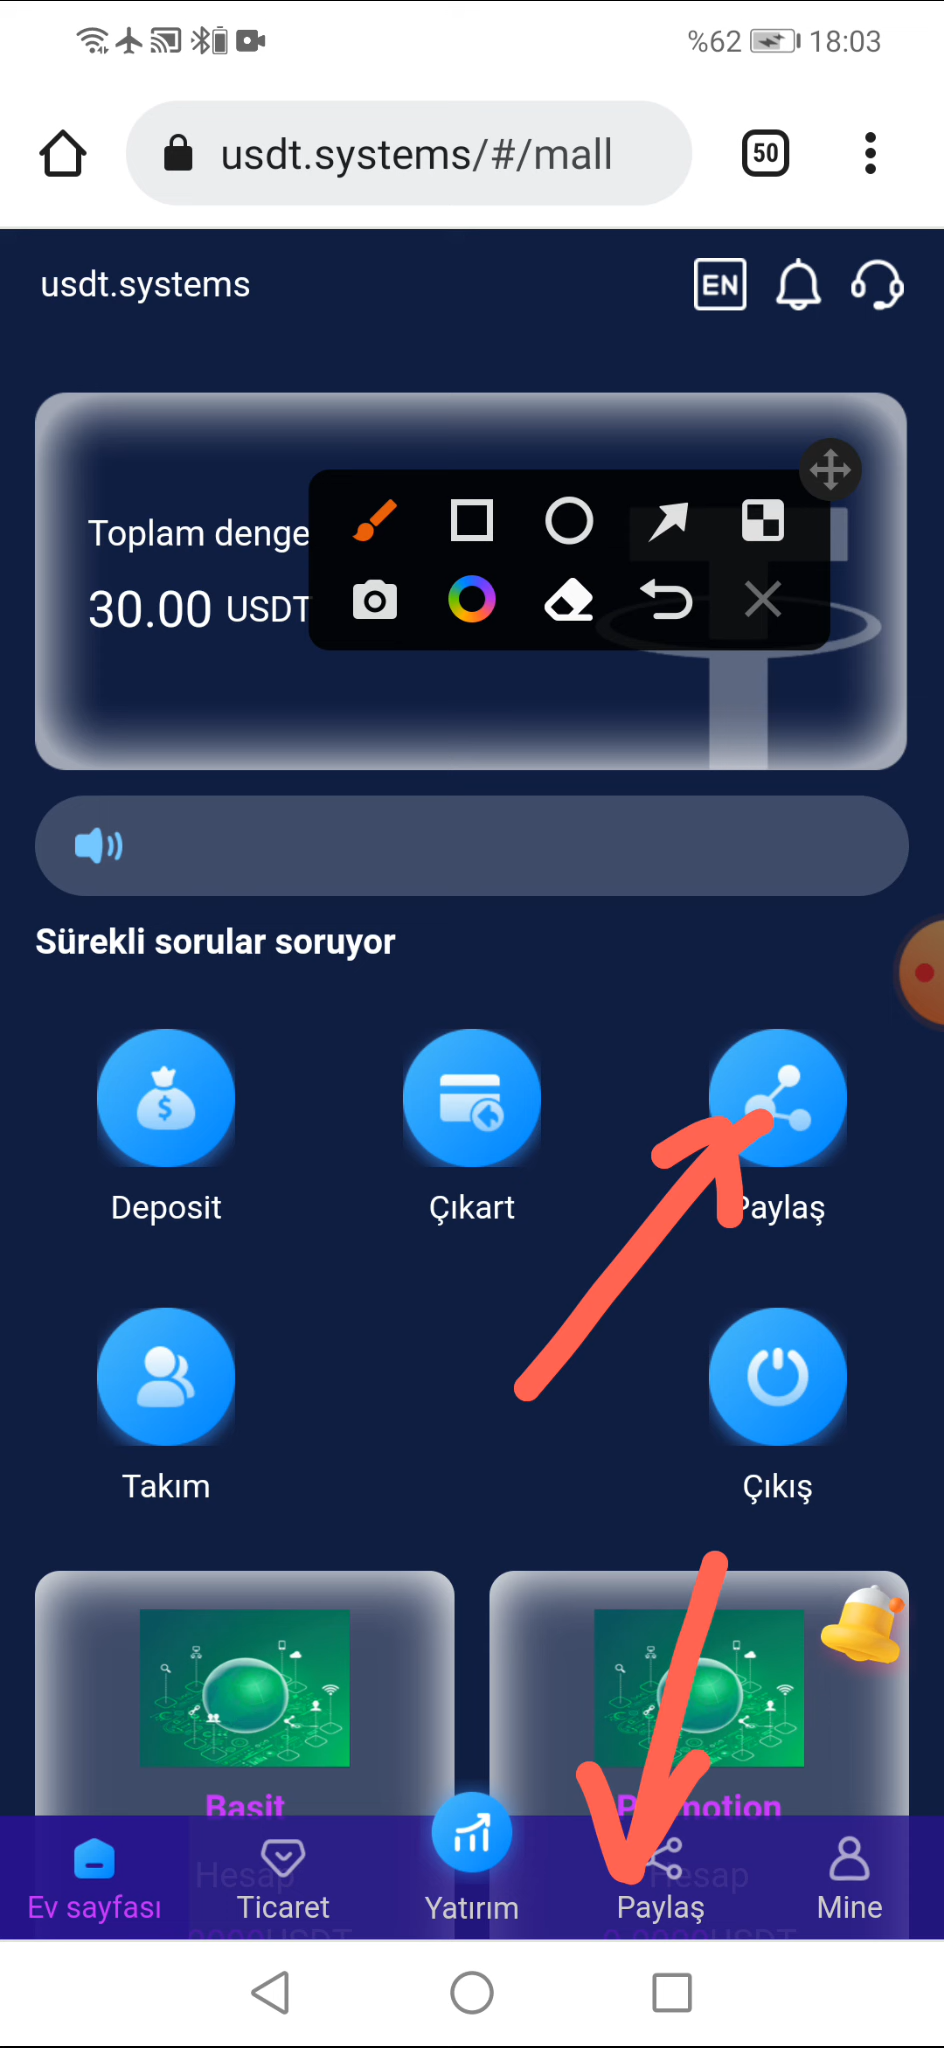 %62 18:03
usdt.systems/#/mall
50
usdt.systems
EN
Toplam denge
30.00 USDT
Sürekli sorular soruyor
Deposit Çıkart Paylaş
Takım Çıkış
Basit
Hesap Hesap
Ev sayfası Ticaret Yatırım Paylaş Mine